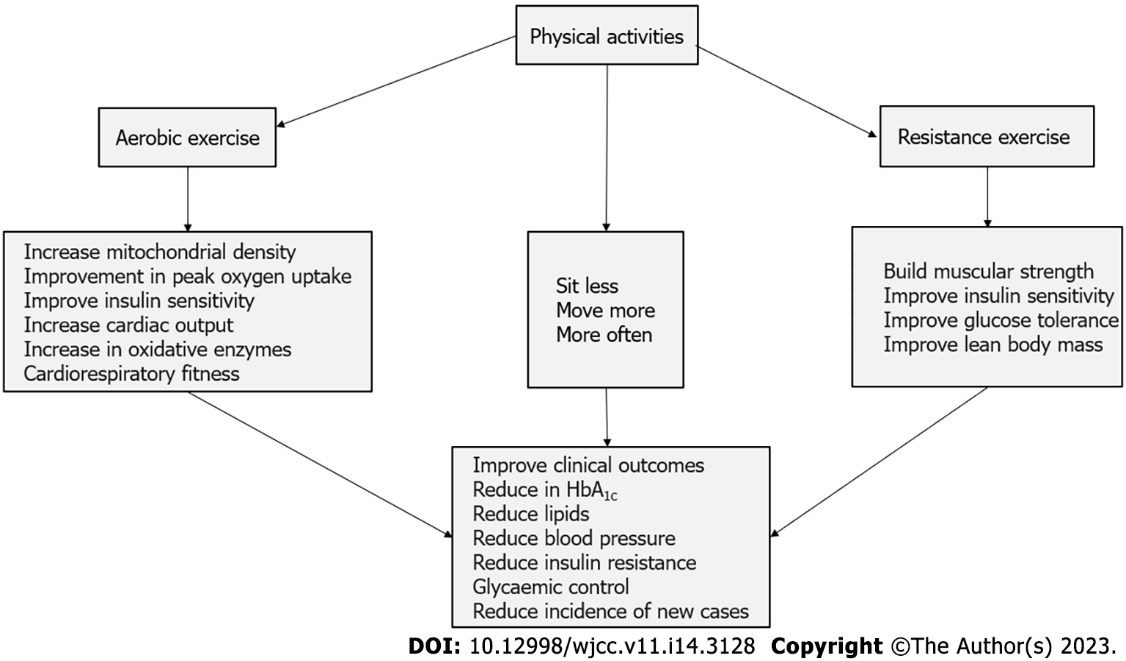 Physical activities
Aerobic exercise
Resistance exercise
Increase mitochondrial density
Improvement in peak oxygen uptake
Improve insulin sensitivity
Increase cardiac output
Increase in oxidative enzymes
Cardiorespiratory fitness
Sit less
Move more
More often
Build muscular strength
Improve insulin sensitivity
Improve glucose tolerance
Improve lean body mass
Improve clinical outcomes
Reduce in HbA1c
Reduce lipids
Reduce blood pressure
Reduce insulin resistance
Glycaemic control
Reduce incidence of new cases
DOI: 10.12998/wjcc.v11.i14.3128 Copyright ©The Author(s) 2023.